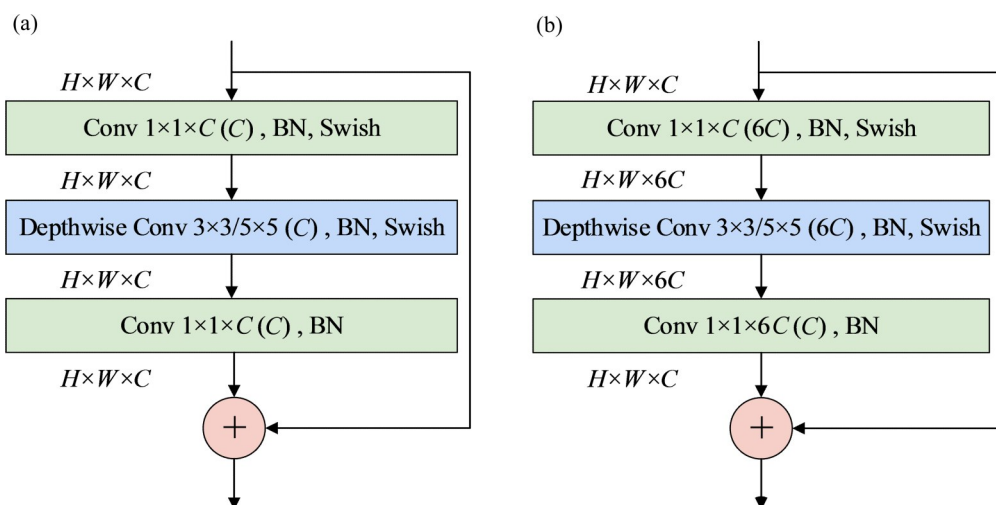 (a)
H×W×C
Conv 1×1×C (C) , BN, Swish
H×W×C
Depthwise Conv 3×3/5×5 (C) , BN, Swish
H×W×C
Conv 1×1×C (C) , BN
H×W×C
+
(b)
H×W×C
Conv 1×1×C (6C) , BN, Swish
H×W×6C
Depthwise Conv 3×3/5×5 (6C) , BN, Swish
H×W×6C
Conv 1×1×6C (C) , BN
H×W×C
+